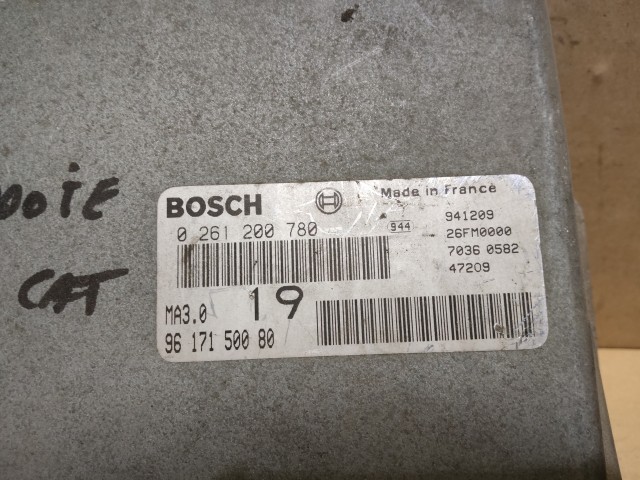 BOSCH
Made in France
0 261 200 780
944
941209
26FM0000
7036 0582
47209
MA3.0
19
96 171 500 80
CAT